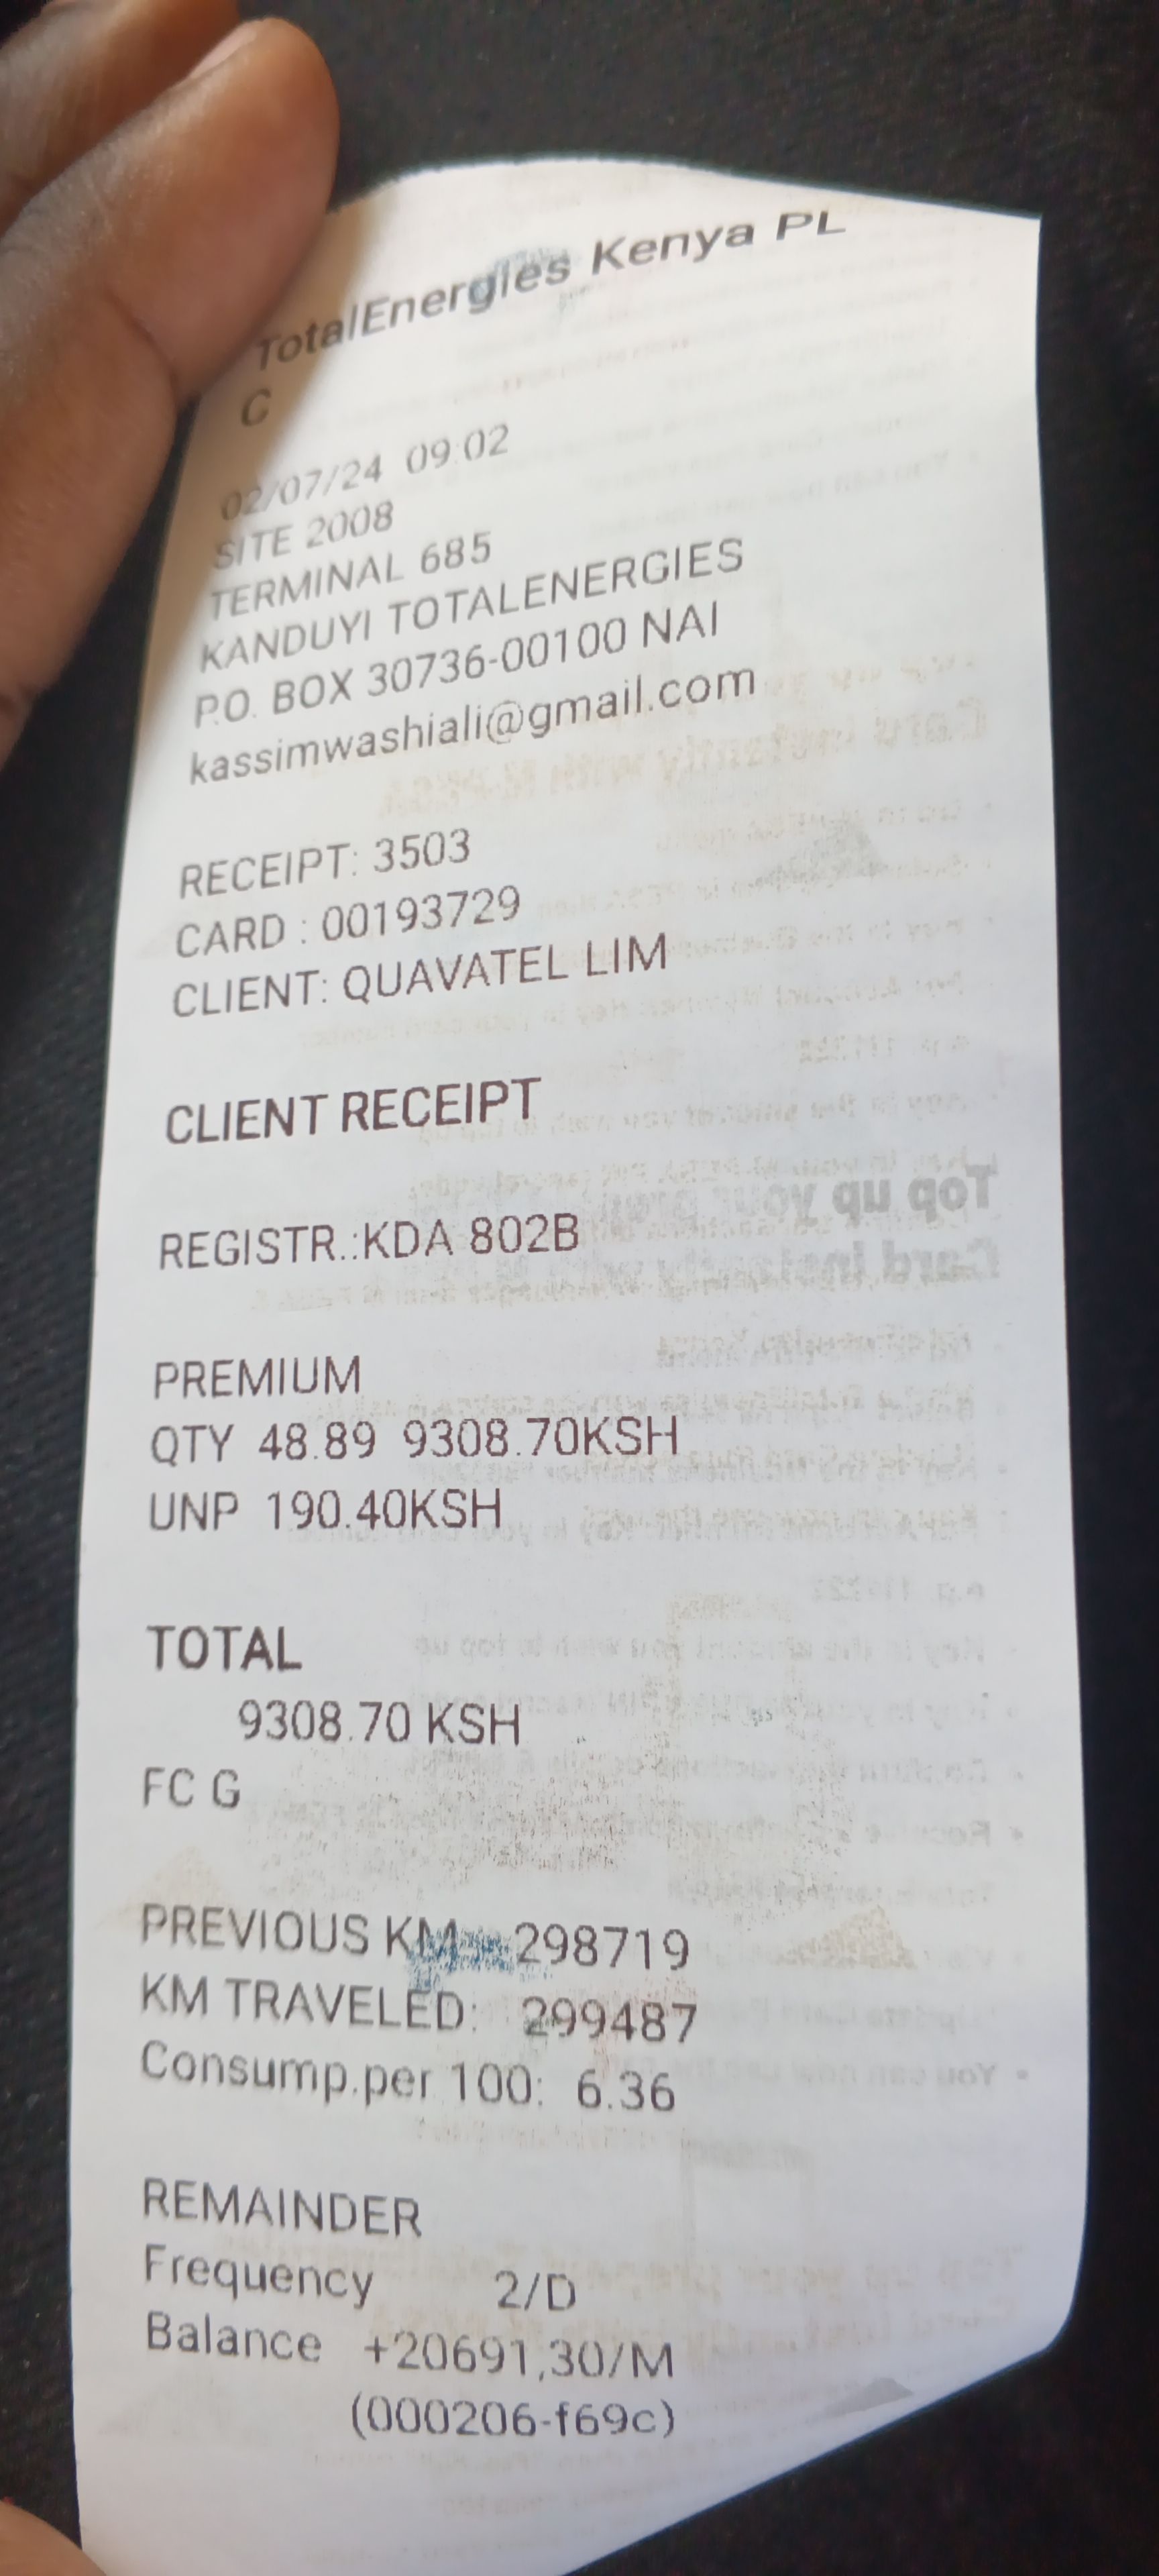 TotalEnergies Kenya PL
C
02/07/24 09:02
SITE 2008
TERMINAL 685
KANDUYI TOTALENERGIES
P.O. BOX 30736-00100 NAI
kassimwashiali@gmail.com
RECEIPT: 3503
CARD : 00193729
CLIENT: QUAVATEL LIM
CLIENT RECEIPT
REGISTR.:KDA 802B
PREMIUM
QTY 48.89 9308.70KSH
UNP 190.40KSH
TOTAL
9308.70 KSH
FC G
PREVIOUS KM: 298719
KM TRAVELED: 299487
Consump.per 100: 6.36
REMAINDER
Frequency 2/D
Balance +20691,30/M
(000206-f69c)